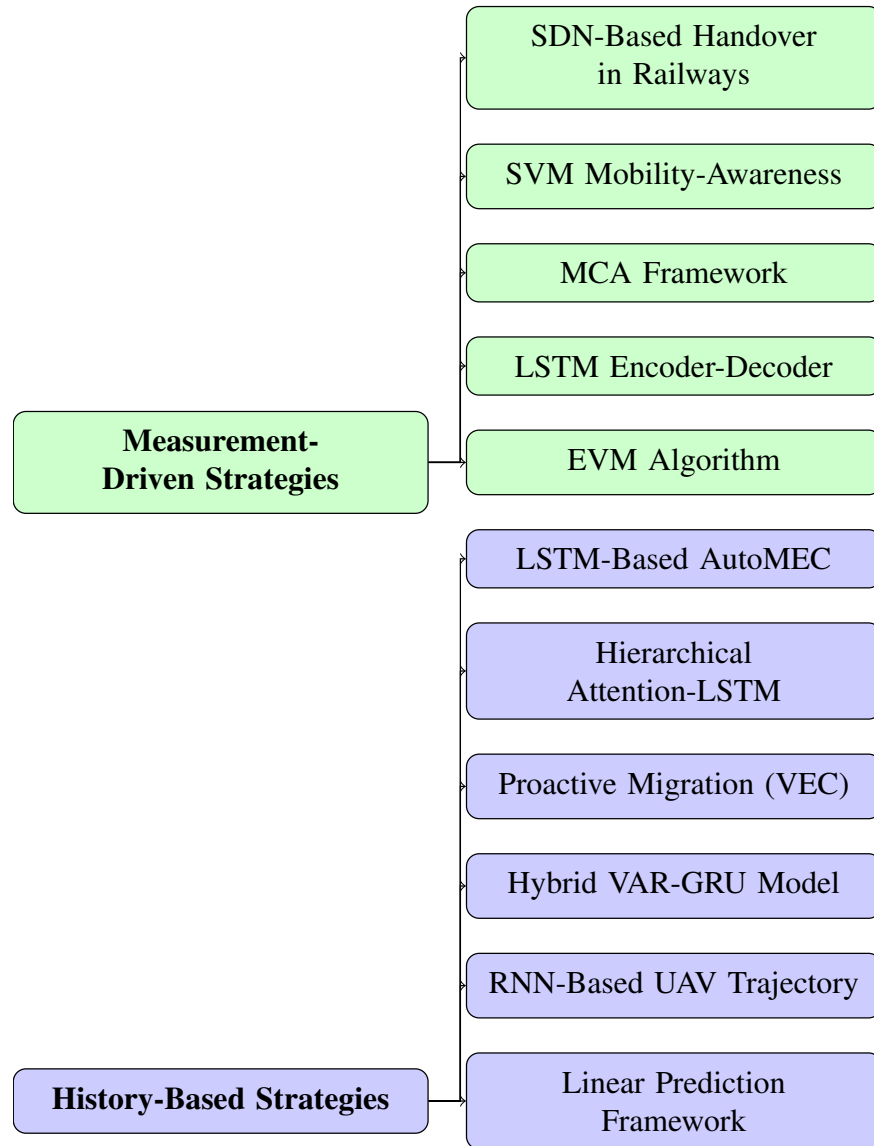 SDN-Based Handover
in Railways
SVM Mobility-Awareness
MCA Framework
LSTM Encoder-Decoder
Measurement-
Driven Strategies
EVM Algorithm
LSTM-Based AutoMEC
Hierarchical
Attention-LSTM
Proactive Migration (VEC)
Hybrid VAR-GRU Model
RNN-Based UAV Trajectory
History-Based Strategies
Linear Prediction
Framework